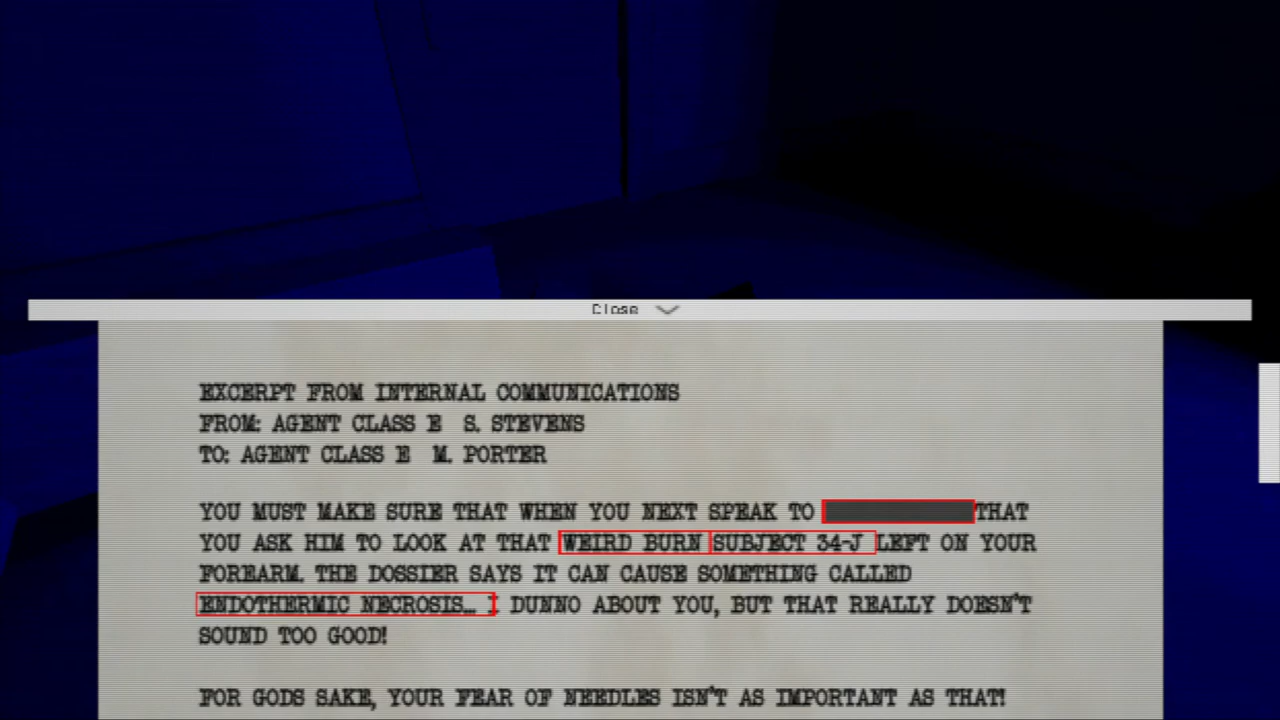 Close
EXCERPT FROM INTERNAL COMMUNICATIONS
FROM: AGENT CLASS E S. STEVENS
TO: AGENT CLASS E M. PORTER
YOU MUST MAKE SURE THAT WHEN YOU NEXT SPEAK TO THAT
YOU ASK HIM TO LOOK AT THAT WEIRD BURN SUBJECT 34-J LEFT ON YOUR
FOREARM. THE DOSSIER SAYS IT CAN CAUSE SOMETHING CALLED
ENDOTHERMIC NECROSIS... I DUNNO ABOUT YOU, BUT THAT REALLY DOESN'T
SOUND TOO GOOD!
FOR GODS SAKE, YOUR FEAR OF NEEDLES ISN'T AS IMPORTANT AS THAT!